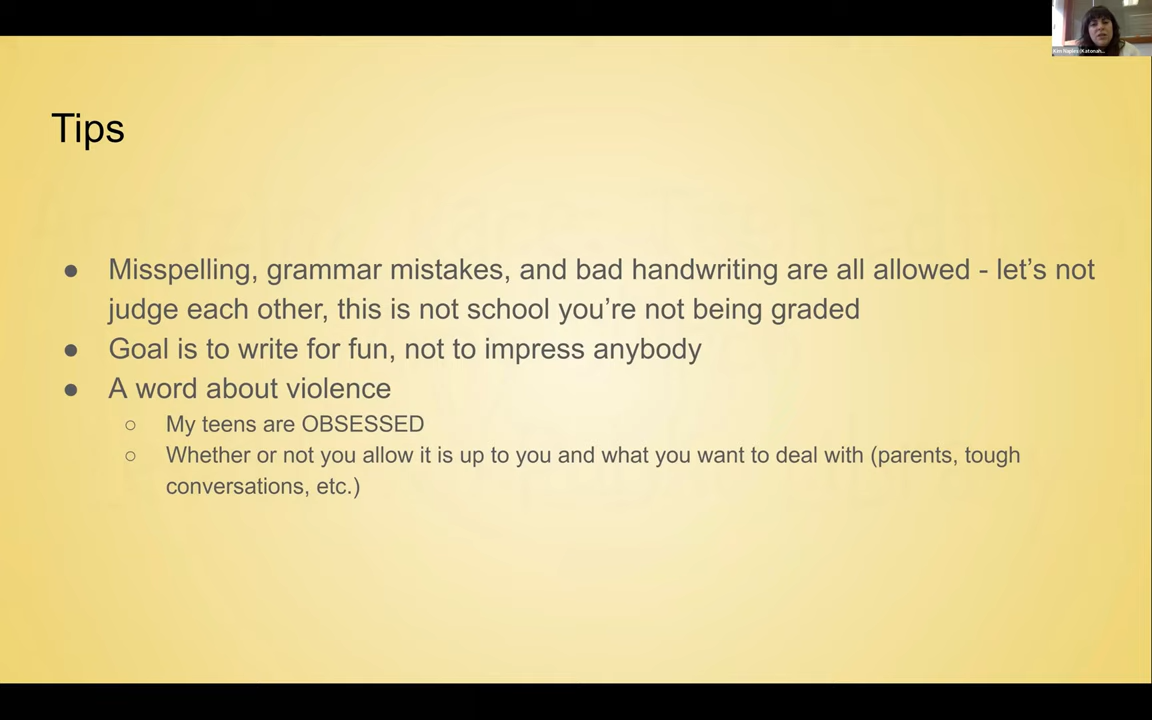 Kim Naples (Katonah...
Tips
● Misspelling, grammar mistakes, and bad handwriting are all allowed - let’s not
judge each other, this is not school you’re not being graded
● Goal is to write for fun, not to impress anybody
● A word about violence
○ My teens are OBSESSED
○ Whether or not you allow it is up to you and what you want to deal with (parents, tough
conversations, etc.)